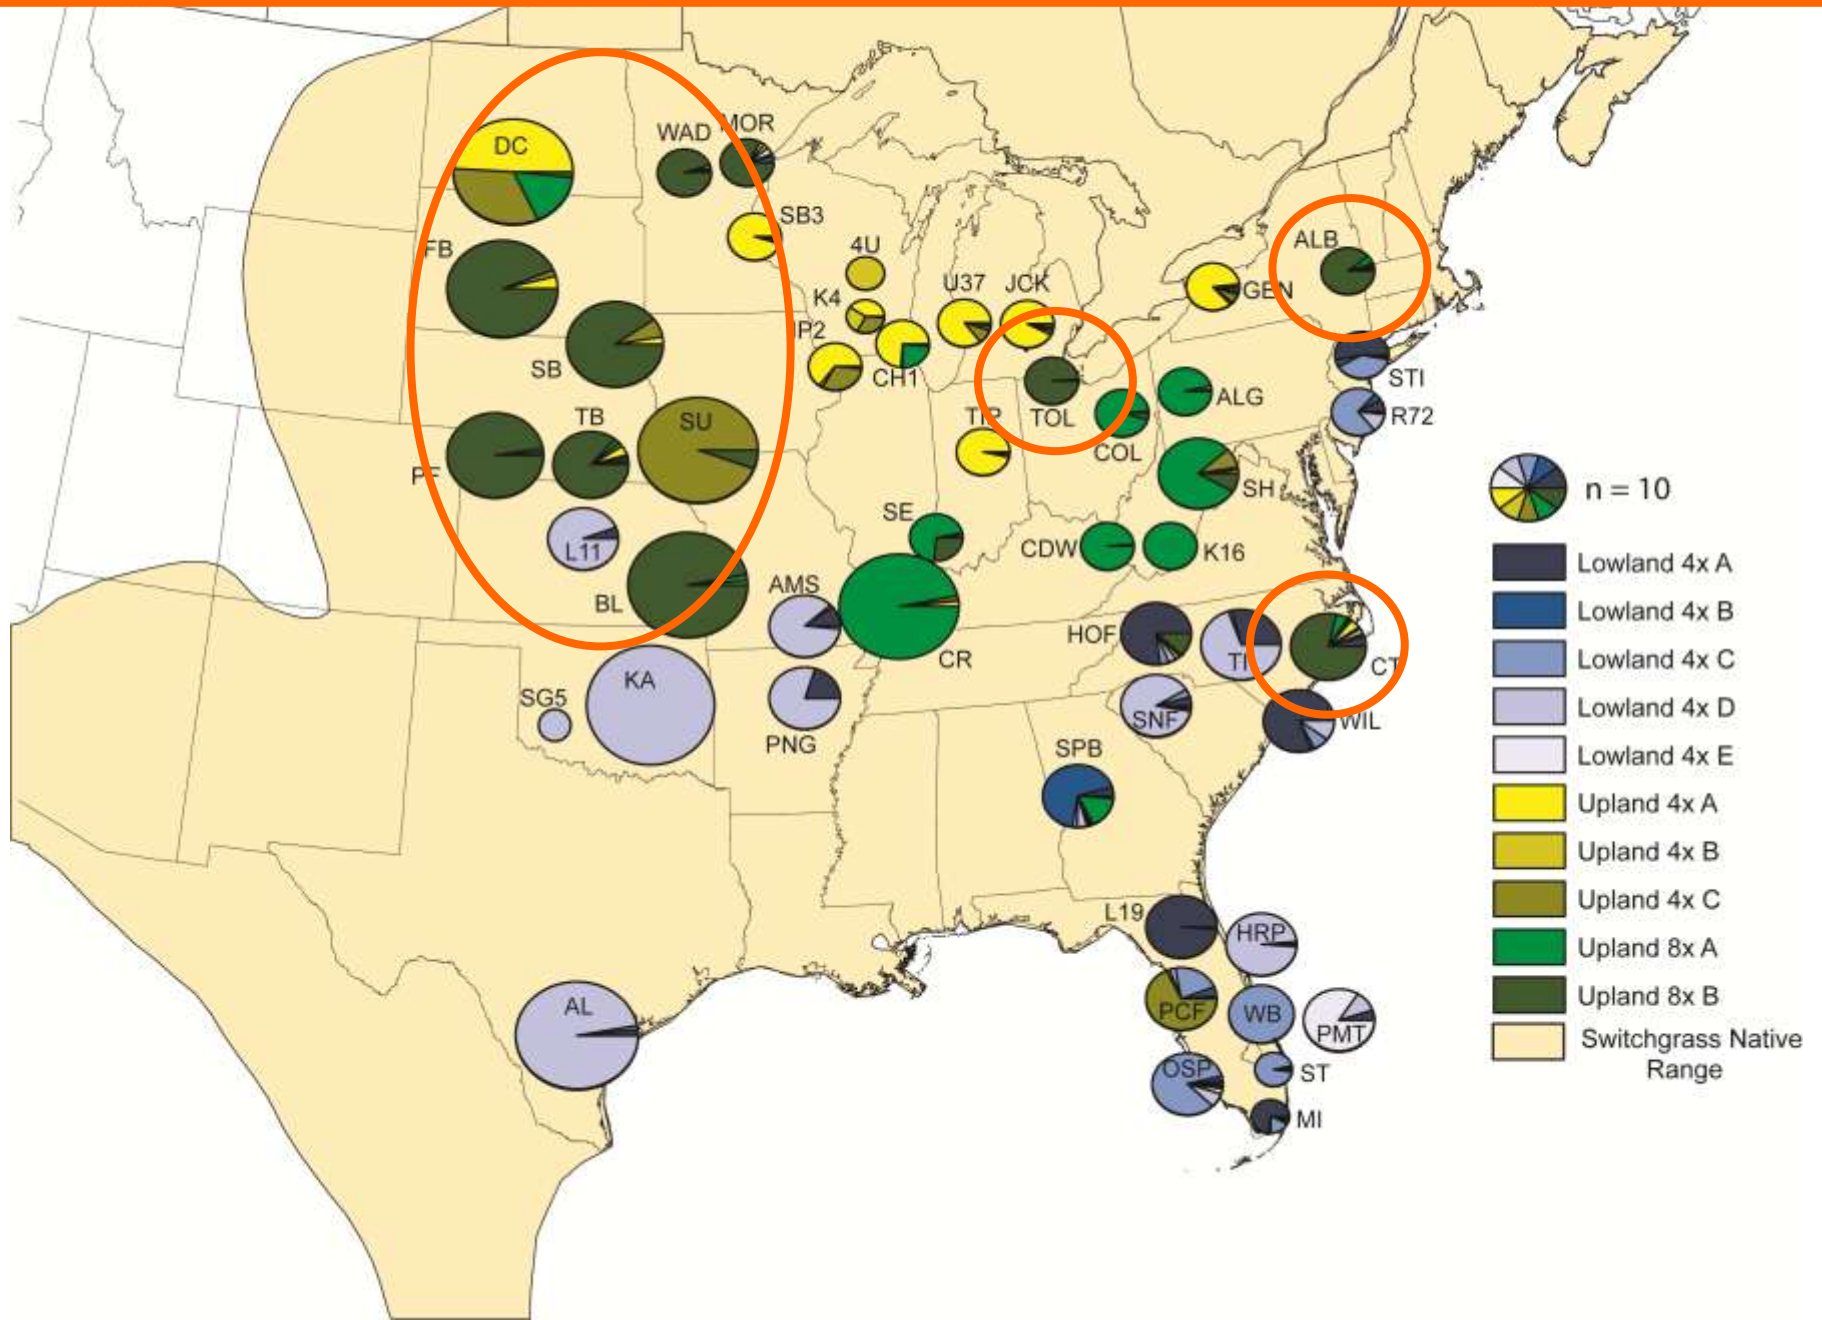 DC
WAD
MOR
SB3
FB
SB
4U
K4
IP2
CH1
U37
JCK
GEN
ALB
STI
R72
TOL
COL
ALG
TIP
SH
TB
SU
PF
L11
BL
SE
CDW
K16
AMS
CR
HOF
TI
CT
WIL
SNF
SG5
KA
PNG
SPB
L19
HRP
PCF
WB
PMT
OSP
ST
MI
AL
n = 10
Lowland 4x A
Lowland 4x B
Lowland 4x C
Lowland 4x D
Lowland 4x E
Upland 4x A
Upland 4x B
Upland 4x C
Upland 8x A
Upland 8x B
Switchgrass Native
Range